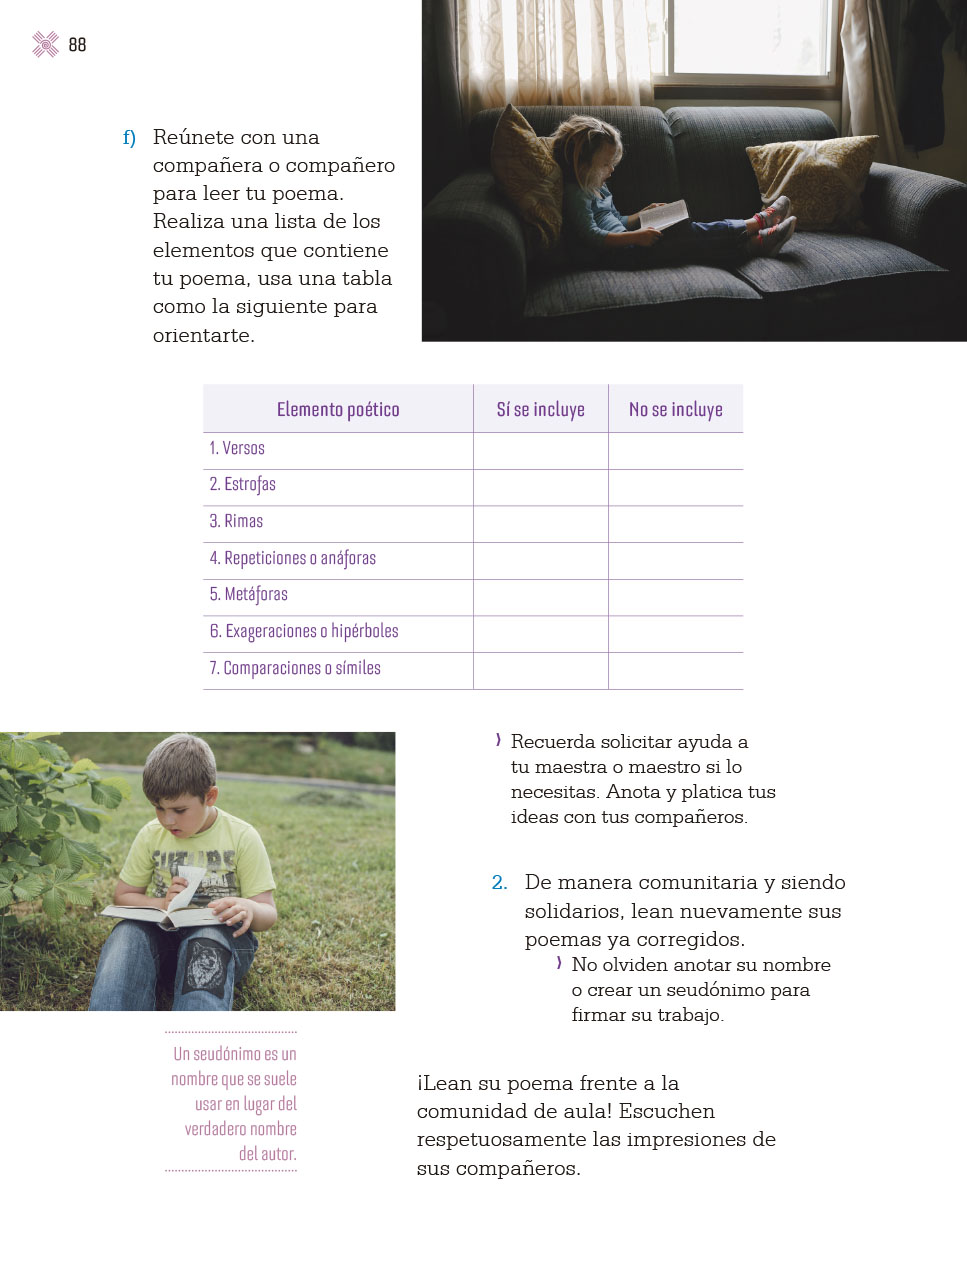 88
f) Reúnete con una
compañera o compañero
para leer tu poema.
Realiza una lista de los
elementos que contiene
tu poema, usa una tabla
como la siguiente para
orientarte.
Elemento poético Sí se incluye No se incluye
1. Versos
2. Estrofas
3. Rimas
4. Repeticiones o anáforas
5. Metáforas
6. Exageraciones o hipérboles
7. Comparaciones o símiles
Recuerda solicitar ayuda a
tu maestra o maestro si lo
necesitas. Anota y platica tus
ideas con tus compañeros.
2. De manera comunitaria y siendo
solidarios, lean nuevamente sus
poemas ya corregidos.
No olviden anotar su nombre
o crear un seudónimo para
firmar su trabajo.
Un seudónimo es un
nombre que se suele
usar en lugar del
verdadero nombre
del autor.
¡Lean su poema frente a la
comunidad de aula! Escuchen
respetuosamente las impresiones de
sus compañeros.